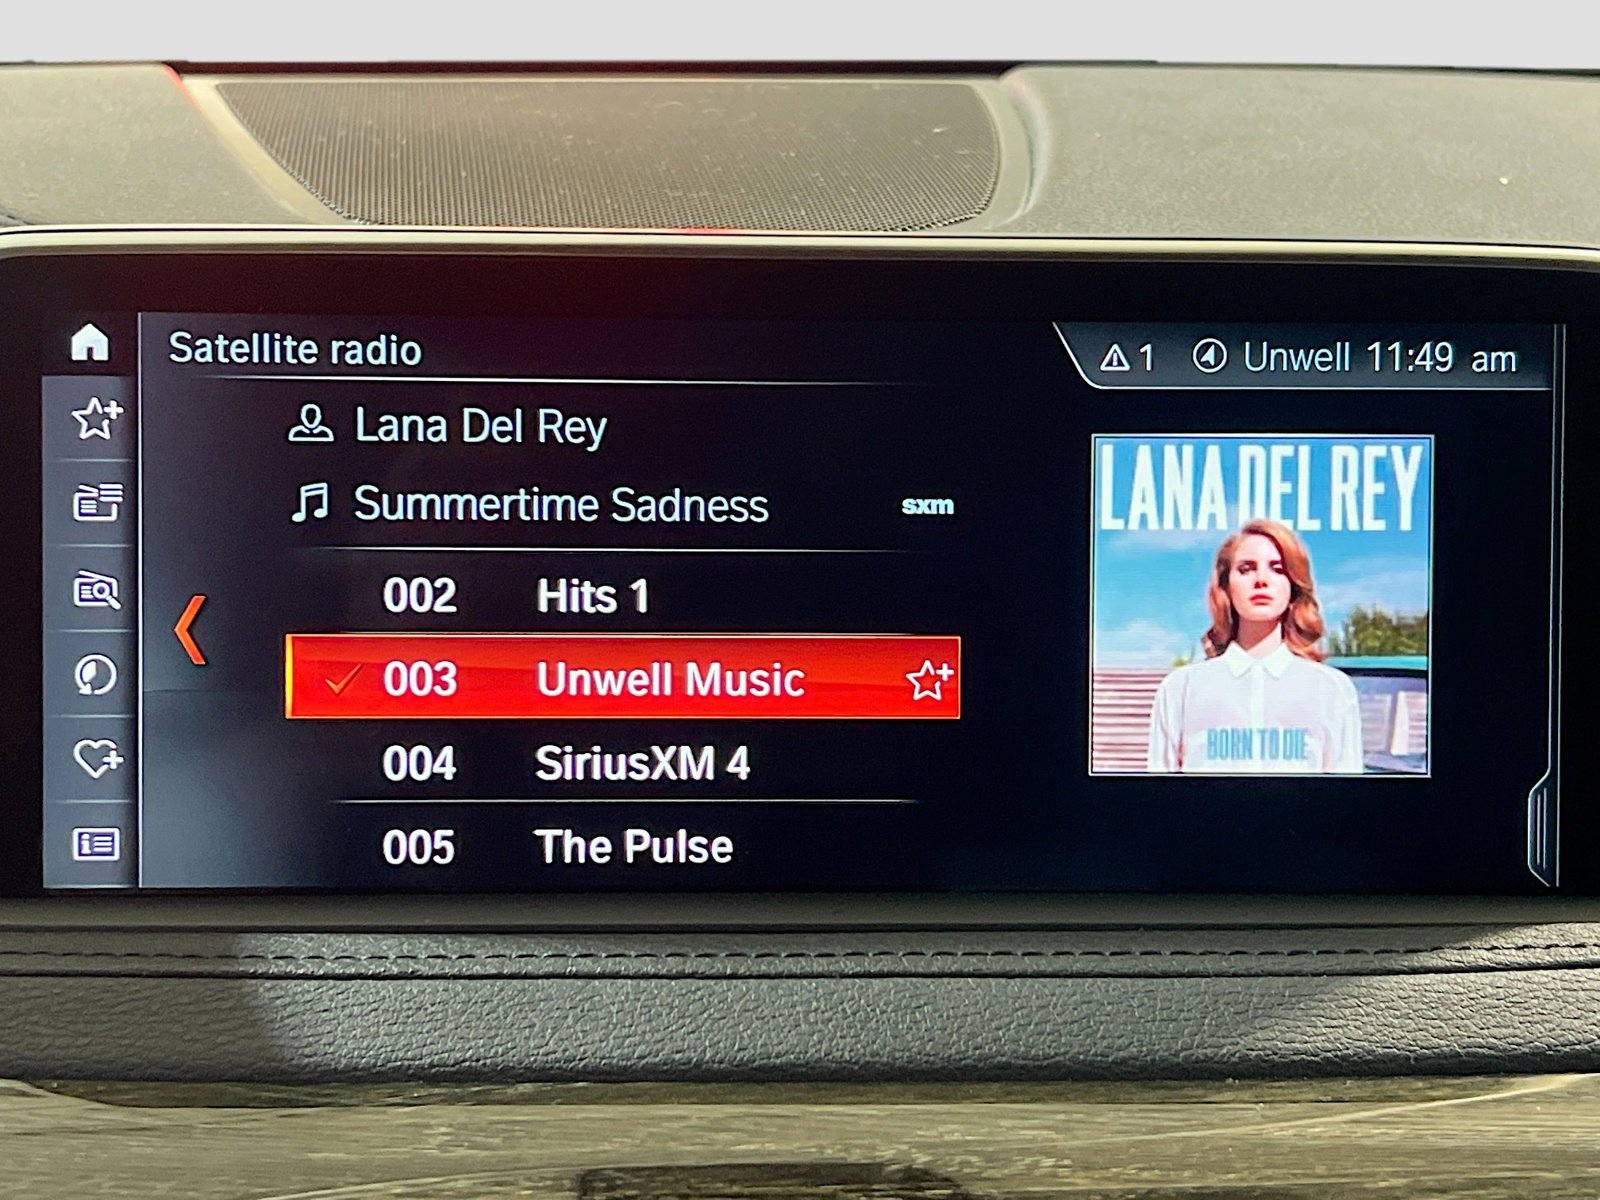 Satellite radio
1 Unwell 11:49 am
Lana Del Rey
Summertime Sadness sxm
002 Hits 1
003 Unwell Music
004 SiriusXM 4
005 The Pulse
LANA DEL REY
BORN TO DIE